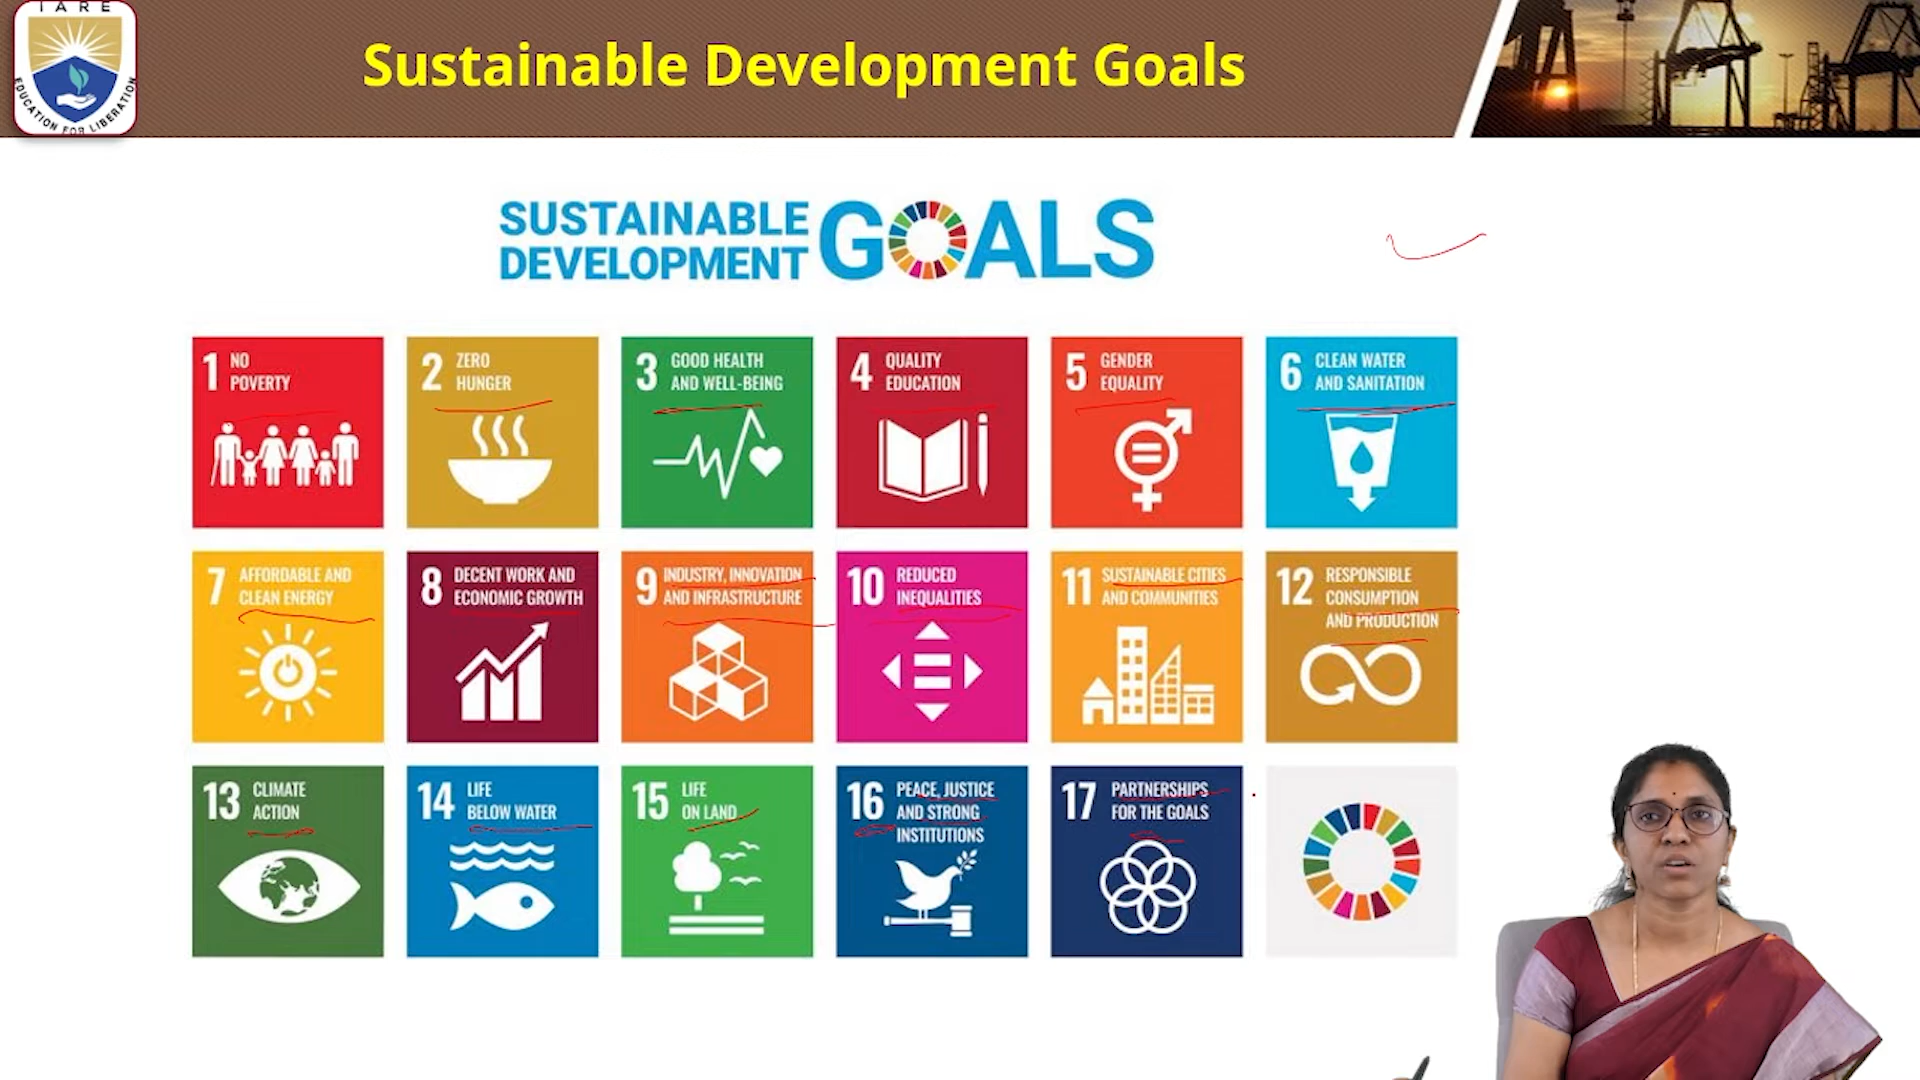 IARE
EDUCATION FOR LIBERATION
Sustainable Development Goals
SUSTAINABLE
DEVELOPMENT
GOALS
1 NO
POVERTY
2 ZERO
HUNGER
3 GOOD HEALTH
AND WELL-BEING
4 QUALITY
EDUCATION
5 GENDER
EQUALITY
6 CLEAN WATER
AND SANITATION
7 AFFORDABLE AND
CLEAN ENERGY
8 DECENT WORK AND
ECONOMIC GROWTH
9 INDUSTRY, INNOVATION
AND INFRASTRUCTURE
10 REDUCED
INEQUALITIES
11 SUSTAINABLE CITIES
AND COMMUNITIES
12 RESPONSIBLE
CONSUMPTION
AND PRODUCTION
13 CLIMATE
ACTION
14 LIFE
BELOW WATER
15 LIFE
ON LAND
16 PEACE, JUSTICE
AND STRONG
INSTITUTIONS
17 PARTNERSHIPS
FOR THE GOALS